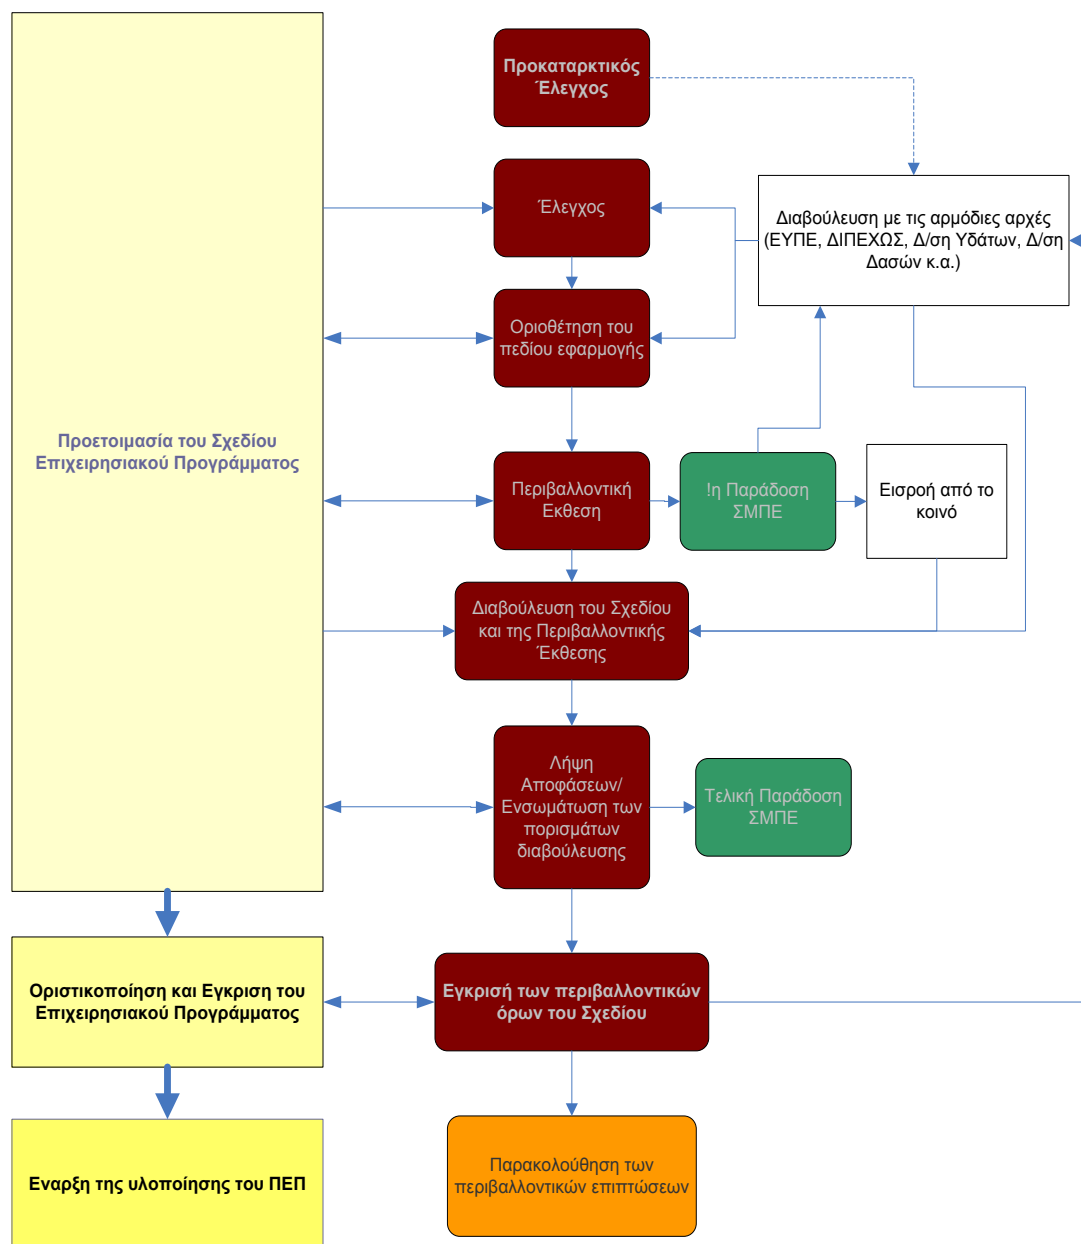 Προκαταρκτικός
Έλεγχος
Έλεγχος
Διαβούλευση με τις αρμόδιες αρχές
(ΕΥΠΕ, ΔΙΠΕΧΩΣ, Δ/ση Υδάτων, Δ/ση
Δασών κ.α.)
Οριοθέτηση του
πεδίου εφαρμογής
Προετοιμασία του Σχεδίου
Επιχειρησιακού Προγράμματος
Περιβαλλοντική
Εκθεση
!η Παράδοση
ΣΜΠΕ
Εισροή από το
κοινό
Διαβούλευση του Σχεδίου
και της Περιβαλλοντικής
Έκθεσης
Λήψη
Αποφάσεων/
Ενσωμάτωση των
πορισμάτων
διαβούλευσης
Τελική Παράδοση
ΣΜΠΕ
Οριστικοποίηση και Εγκριση του
Επιχειρησιακού Προγράμματος
Εγκρισή των περιβαλλοντικών
όρων του Σχεδίου
Εναρξη της υλοποίησης του ΠΕΠ
Παρακολούθηση των
περιβαλλοντικών επιπτώσεων